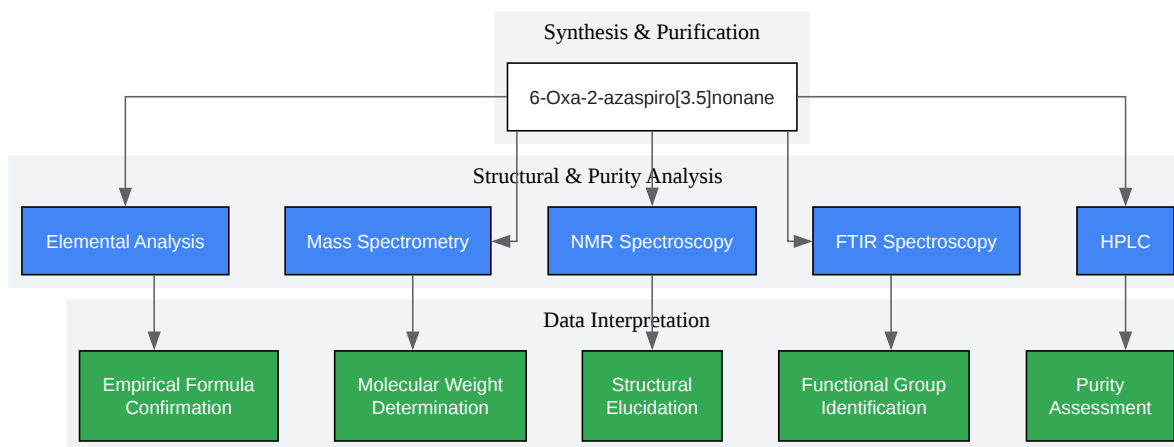 Synthesis & Purification
6-Oxa-2-azaspiro[3.5]nonane
Structural & Purity Analysis
Elemental Analysis
Mass Spectrometry
NMR Spectroscopy
FTIR Spectroscopy
HPLC
Data Interpretation
Empirical Formula
Confirmation
Molecular Weight
Determination
Structural
Elucidation
Functional Group
Identification
Purity
Assessment